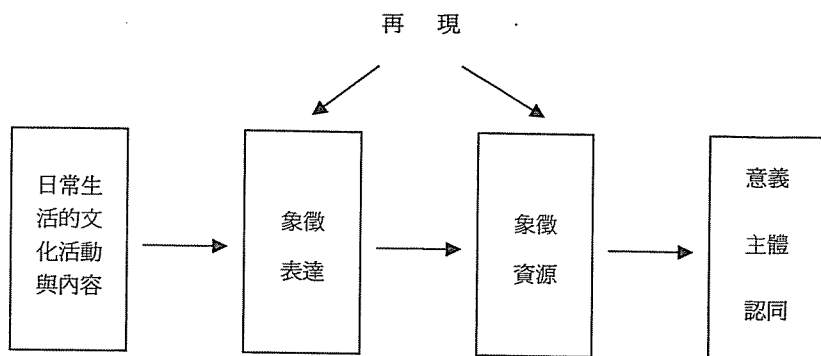 再現
日常生
活的文
化活動
與內容
象徵
表達
象徵
資源
意義
主體
認同